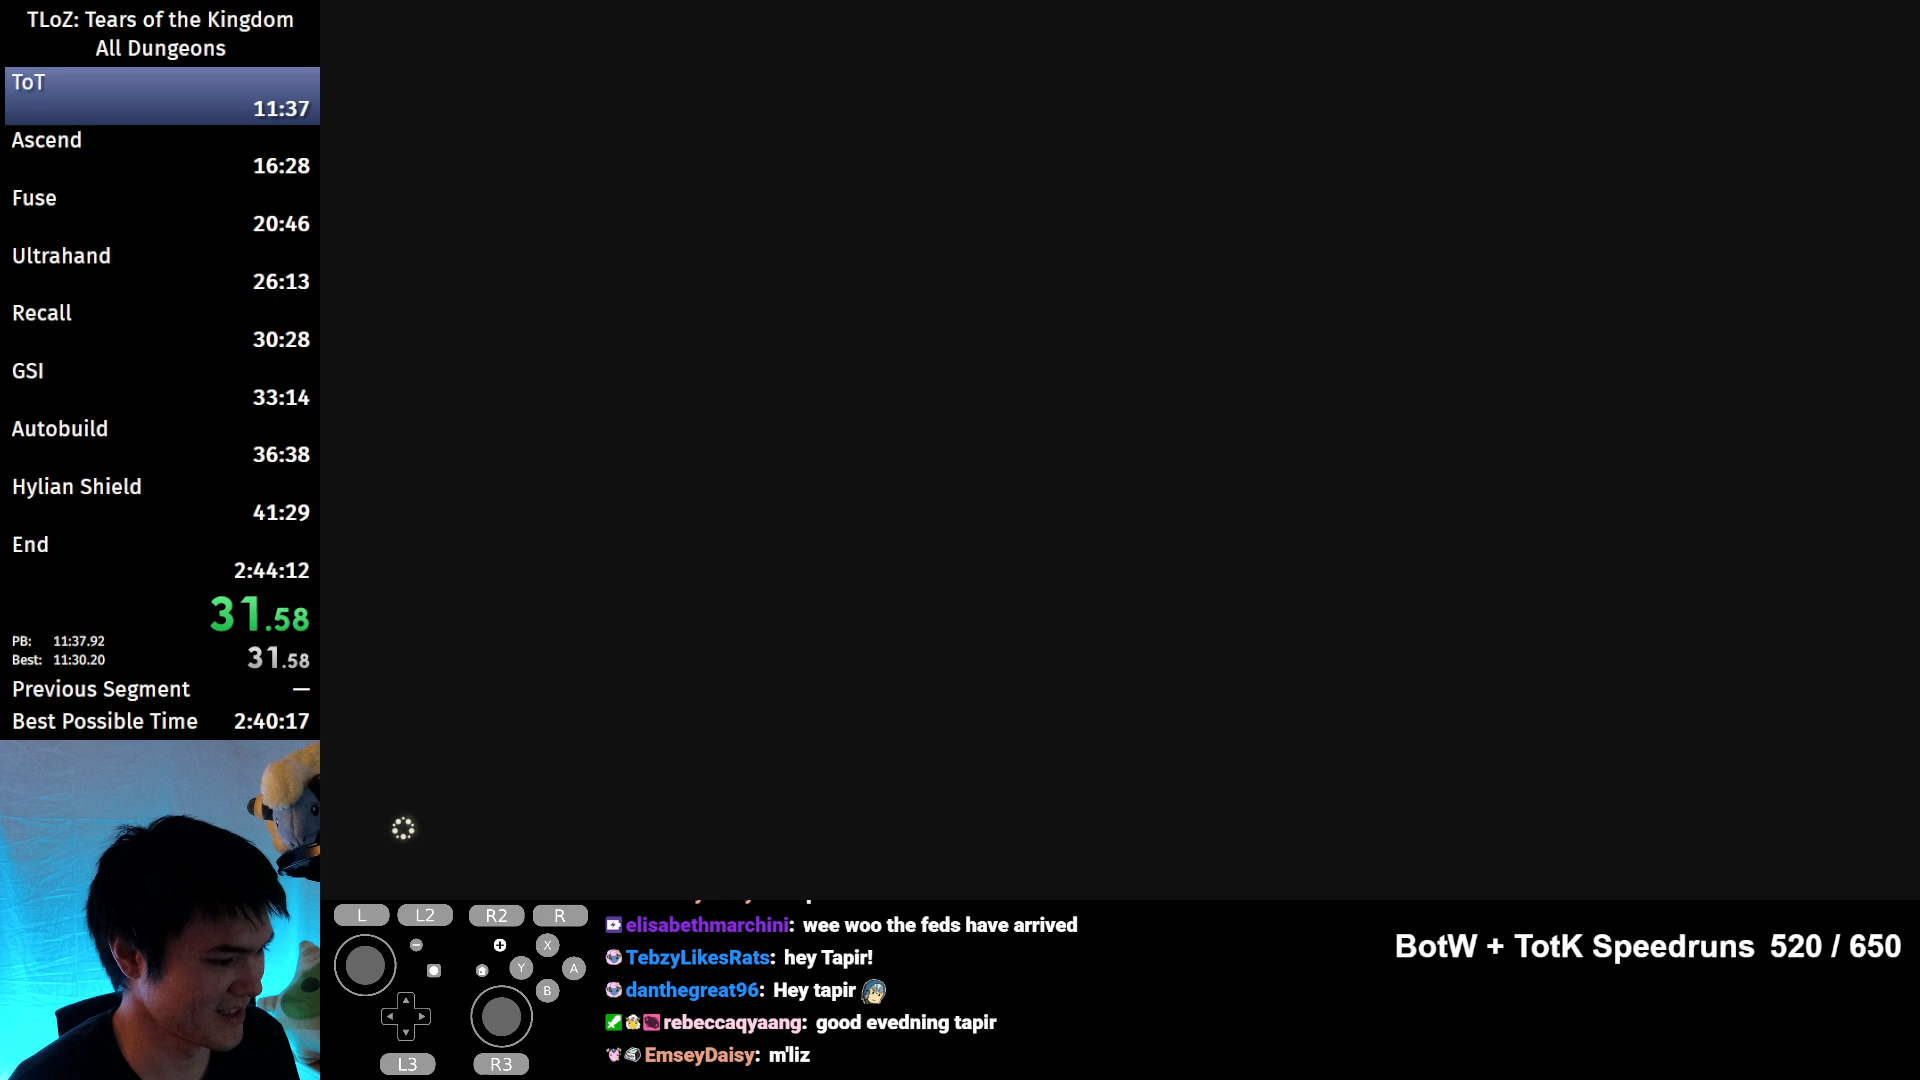 TLoZ: Tears of the Kingdom
All Dungeons
ToT
11:37
Ascend
16:28
Fuse
20:46
Ultrahand
26:13
Recall
30:28
GSI
33:14
Autobuild
36:38
Hylian Shield
41:29
End
2:44:12
31.58
PB: 11:37.92
Best: 11:30.20
31.58
Previous Segment —
Best Possible Time 2:40:17
L L2 R2 R
X
Y A
B
L3 R3
elisabethmarchini: wee woo the feds have arrived
TebzyLikesRats: hey Tapir!
danthegreat96: Hey tapir
rebeccaqyaang: good evedning tapir
EmseyDaisy: m'liz
BotW + TotK Speedruns 520 / 650